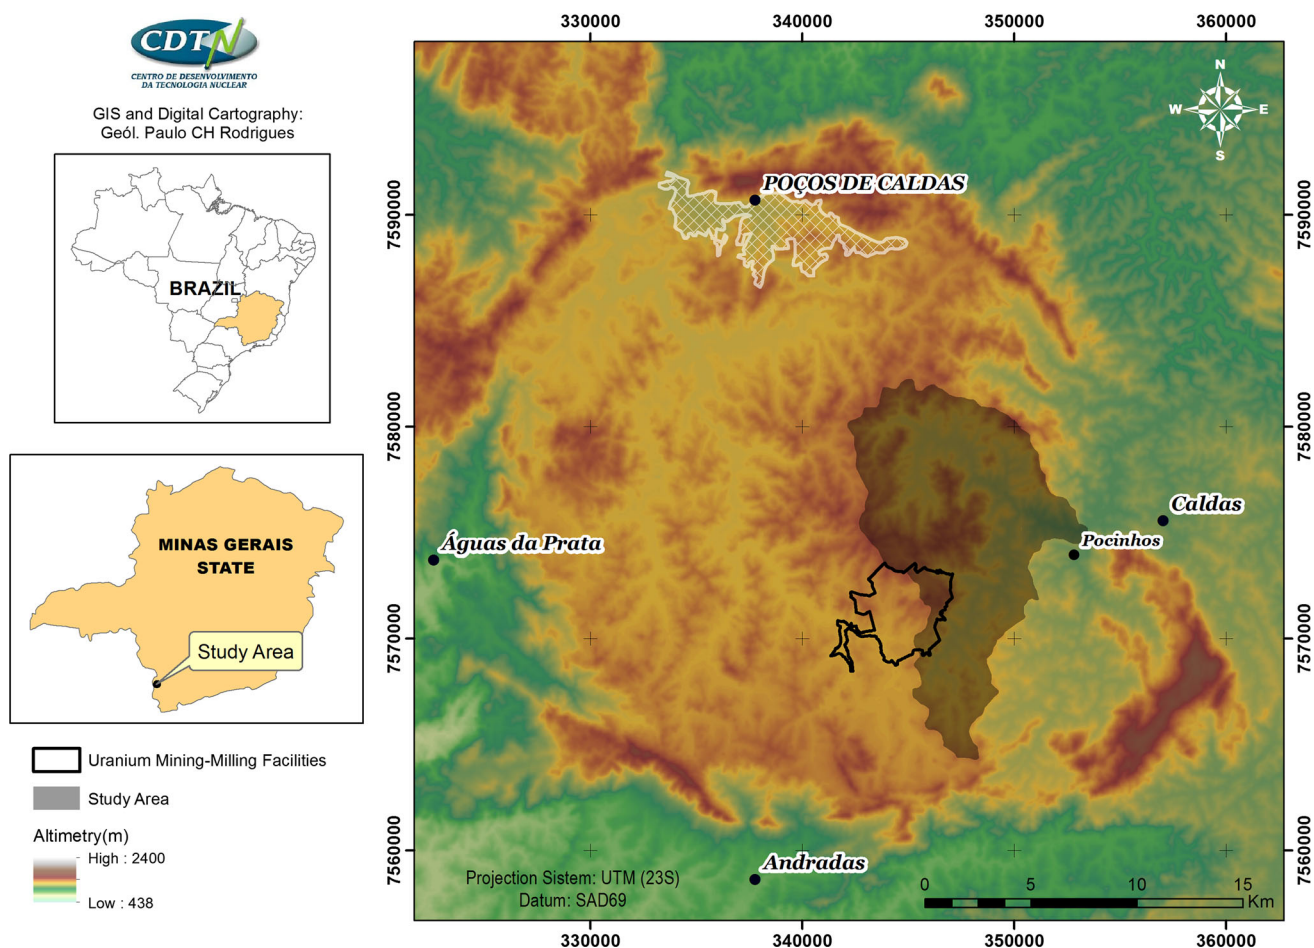 CDTN
CENTRO DE DESENVOLVIMENTO
DA TECNOLOGIA NUCLEAR
GIS and Digital Cartography:
Geól. Paulo CH Rodrigues
BRAZIL
MINAS GERAIS
STATE
Study Area
Uranium Mining-Milling Facilities
Study Area
Altimetry(m)
High : 2400
Low : 438
330000 340000 350000 360000
N
W E
S
POÇOS DE CALDAS
7590000 7590000
7580000 7580000
Caldas
Águas da Prata
Pocinhos
7570000 7570000
7560000 7560000
Andradas
Projection Sistem: UTM (23S)
Datum: SAD69
0 5 10 15
Km
330000 340000 350000 360000